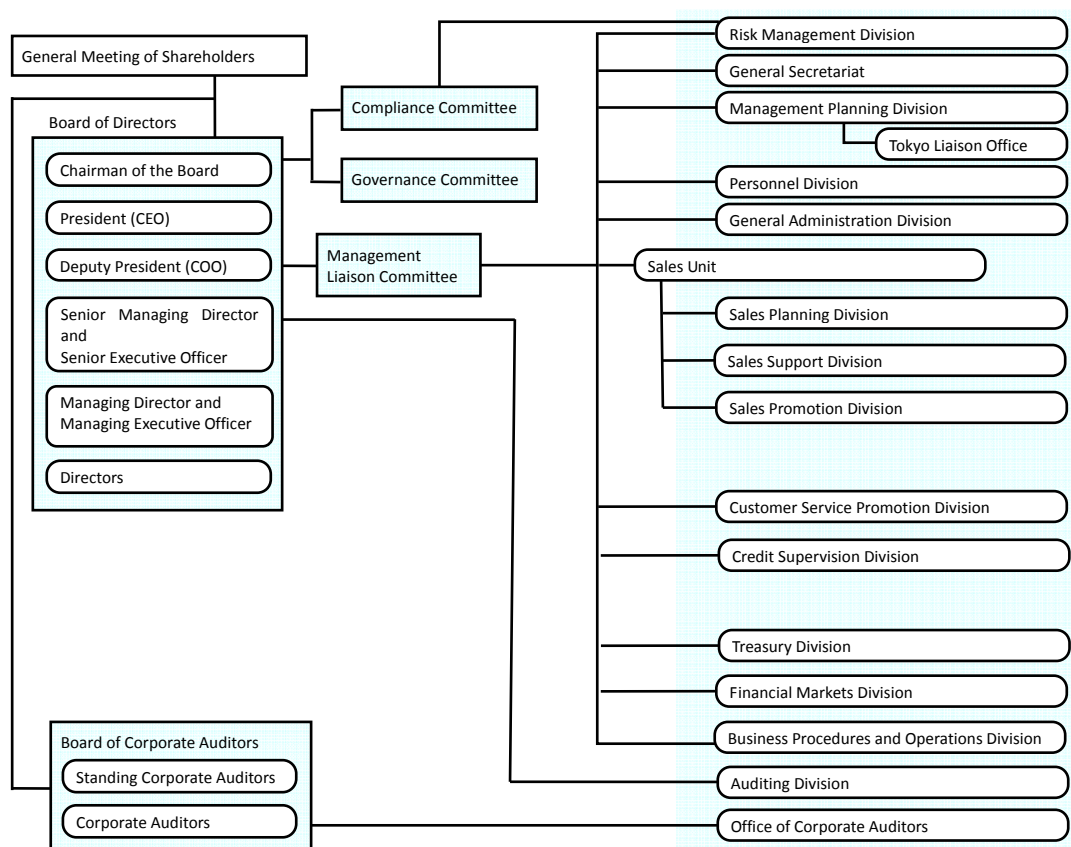 General Meeting of Shareholders
Board of Directors
Chairman of the Board
President (CEO)
Deputy President (COO)
Senior Managing Director
and
Senior Executive Officer
Managing Director and
Managing Executive Officer
Directors
Compliance Committee
Governance Committee
Management
Liaison Committee
Risk Management Division
General Secretariat
Management Planning Division
Tokyo Liaison Office
Personnel Division
General Administration Division
Sales Unit
Sales Planning Division
Sales Support Division
Sales Promotion Division
Customer Service Promotion Division
Credit Supervision Division
Treasury Division
Financial Markets Division
Business Procedures and Operations Division
Auditing Division
Office of Corporate Auditors
Board of Corporate Auditors
Standing Corporate Auditors
Corporate Auditors